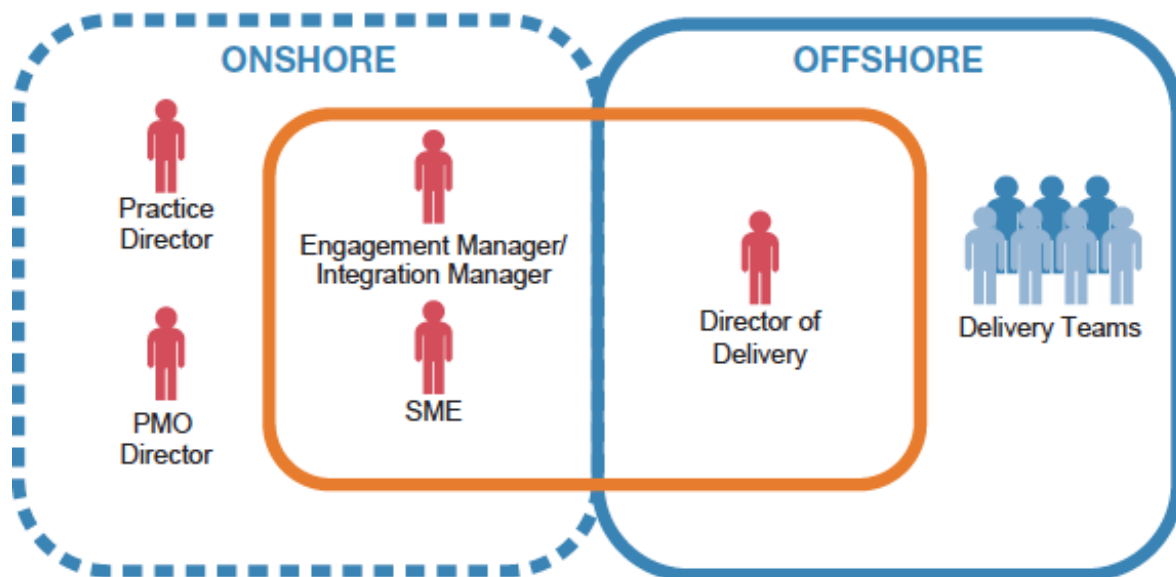 ONSHORE
OFFSHORE
Practice
Director
Engagement Manager/
Integration Manager
Director of
Delivery
Delivery Teams
PMO
Director
SME